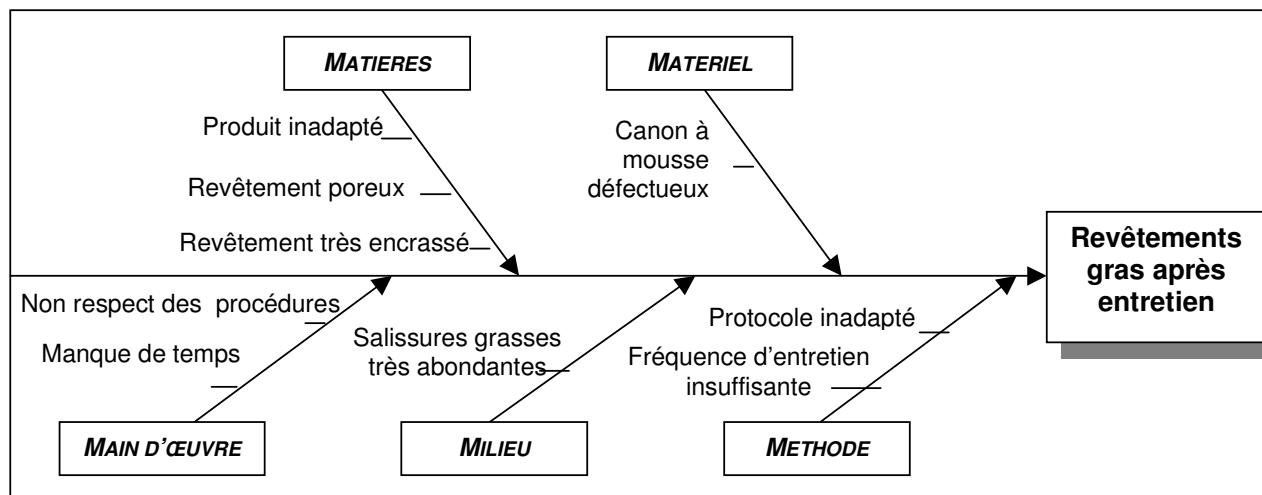 MATIERES
MATERIEL
Produit inadapté
Revêtement poreux
Revêtement très encrassé
Canon à
mousse
défectueux
Revêtements
gras après
entretien
Non respect des procédures
Manque de temps
Salissures grasses
très abondantes
Protocole inadapté
Fréquence d'entretien
insuffisante
MAIN D'ŒUVRE
MILIEU
METHODE